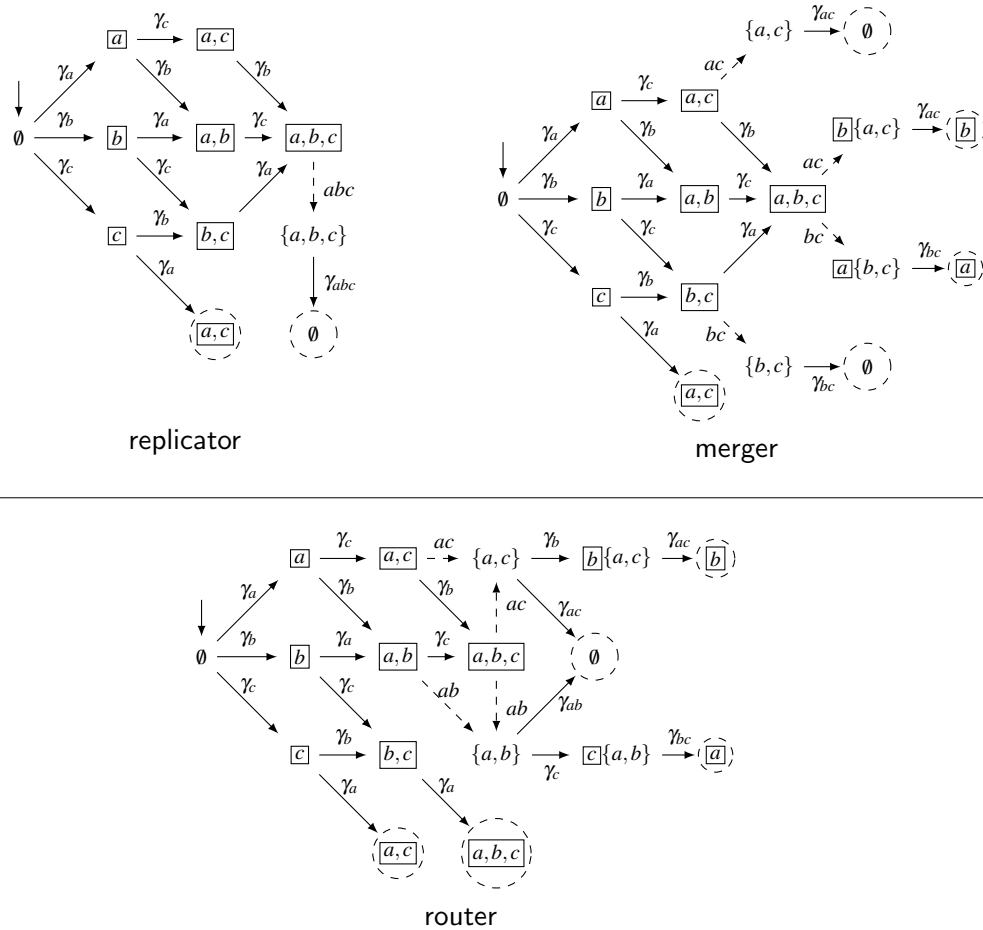 γc
a
a,c
γa
γb
γb
∅
γb
b
γa
a,b
γc
a,b,c
γc
γc
γa
abc
c
γb
b,c
{a,b,c}
γa
γabc
a,c
∅
replicator
{a,c}
γac
∅
ac
a
γc
a,c
γa
γb
γb
b
{a,c}
γac
b
ac
∅
γb
b
γa
a,b
γc
a,b,c
γc
γc
γa
bc
a
{b,c}
γbc
a
c
γb
b,c
γa
bc
{b,c}
γbc
∅
a,c
merger
a
γc
a,c
ac
{a,c}
γb
b
{a,c}
γac
b
γa
γb
γb
ac
γac
∅
γb
b
γa
a,b
γc
a,b,c
∅
γc
γc
ab
ab
γab
c
γb
b,c
{a,b}
γc
c
{a,b}
γbc
a
γa
γa
a,c
a,b,c
router